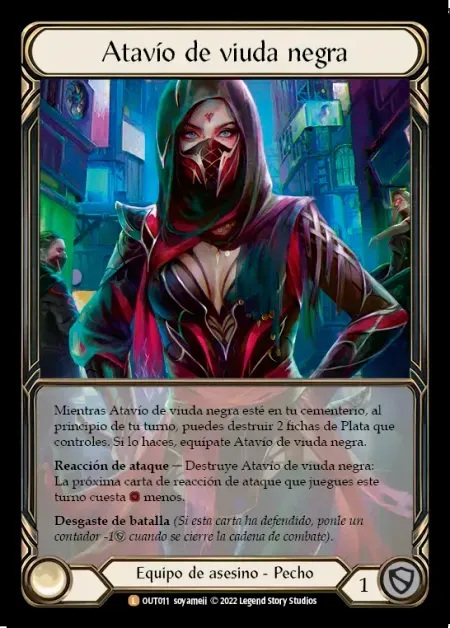 Atavío de viuda negra
Mientras Atavío de viuda negra esté en tu cementerio, al
principio de tu turno, puedes destruir 2 fichas de Plata que
controles. Si lo haces, equípate Atavío de viuda negra.
Reacción de ataque — Destruye Atavío de viuda negra:
La próxima carta de reacción de ataque que juegues este
turno cuesta menos.
Desgaste de batalla (Si esta carta ha defendido, ponle un
contador -1 cuando se cierre la cadena de combate).
Equipo de asesino - Pecho
1
L OUT011 soyameii © 2022 Legend Story Studios